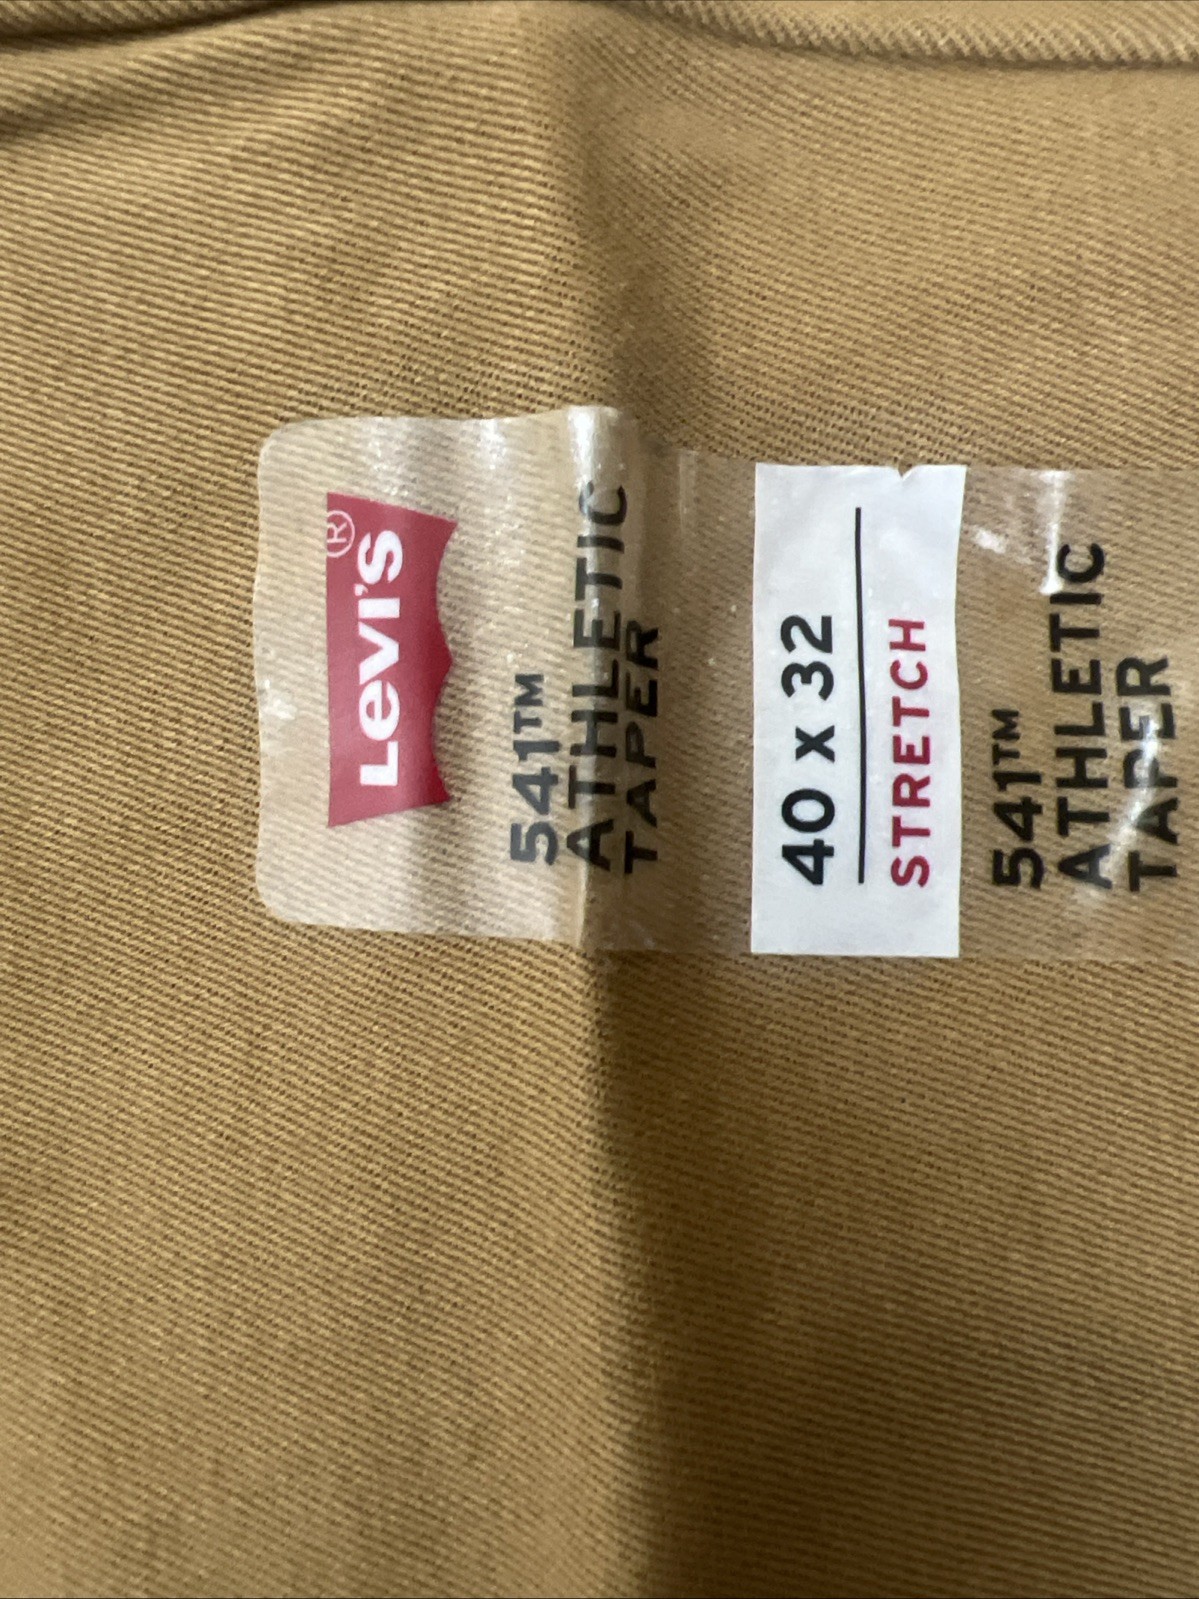 Levi's®
541™
ATHLETIC
TAPER
40 x 32
STRETCH
541™
ATHLETIC
TAPER